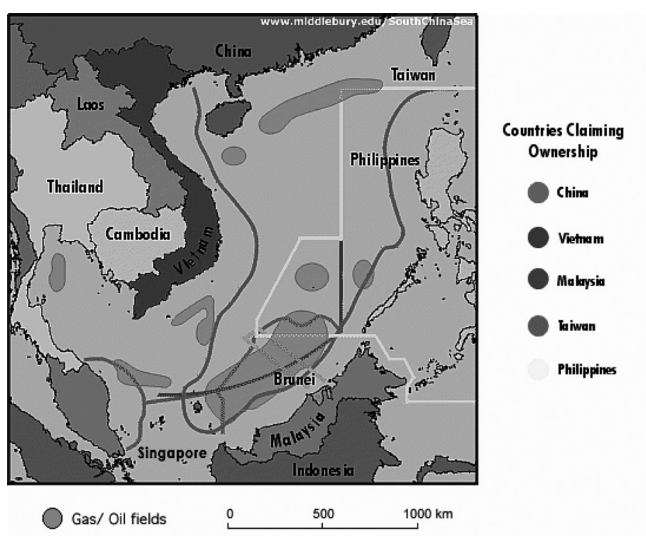 www.middlebury.edu/SouthChinaSea
China
Taiwan
Laos
Philippines
Thailand
Cambodia
Vietnam
Brunei
Malaysia
Singapore
Indonesia
Countries Claiming
Ownership
China
Vietnam
Malaysia
Taiwan
Philippines
Gas/ Oil fields
0 500 1000 km